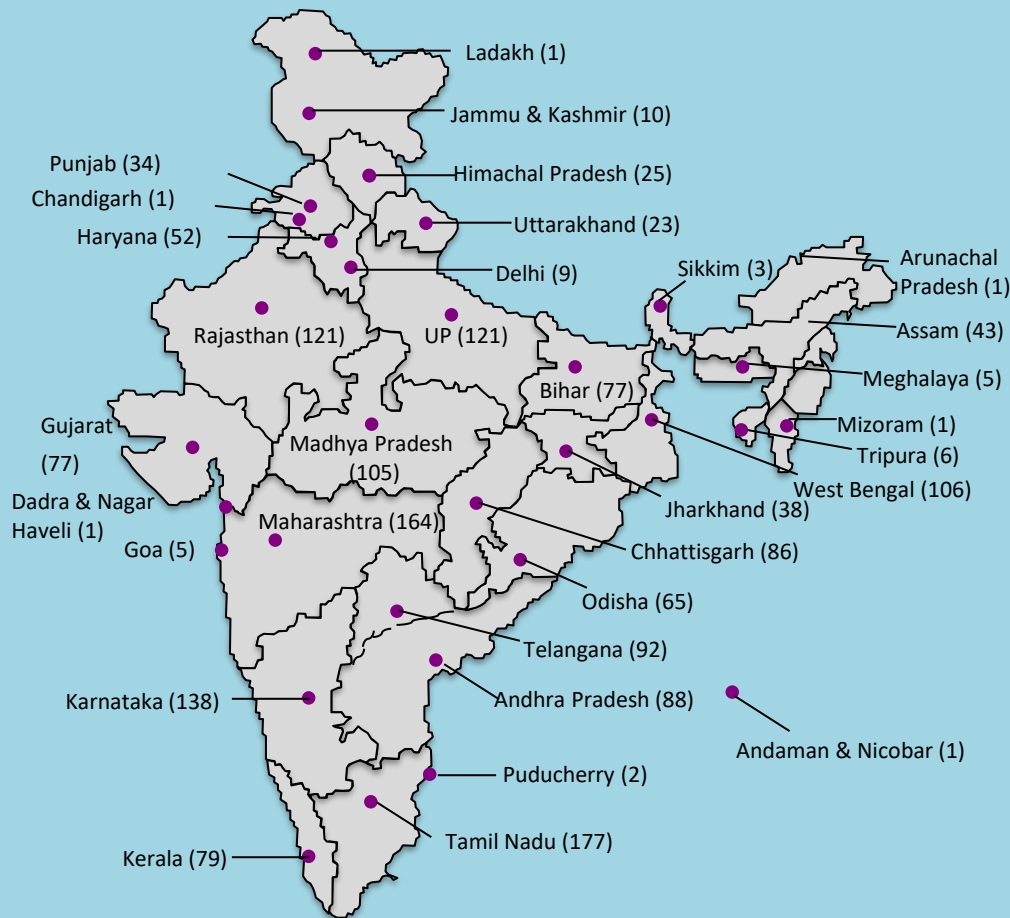 Ladakh (1)
Jammu & Kashmir (10)
Punjab (34)
Himachal Pradesh (25)
Chandigarh (1)
Uttarakhand (23)
Haryana (52)
Delhi (9)
Sikkim (3)
Arunachal
Pradesh (1)
Rajasthan (121)
UP (121)
Assam (43)
Bihar (77)
Meghalaya (5)
Gujarat
(77)
Madhya Pradesh
(105)
Mizoram (1)
Tripura (6)
West Bengal (106)
Dadra & Nagar
Haveli (1)
Maharashtra (164)
Jharkhand (38)
Goa (5)
Chhattisgarh (86)
Odisha (65)
Telangana (92)
Karnataka (138)
Andhra Pradesh (88)
Andaman & Nicobar (1)
Puducherry (2)
Tamil Nadu (177)
Kerala (79)